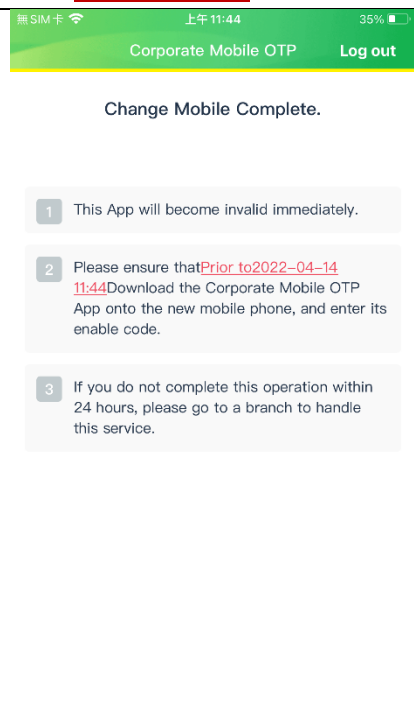 無SIM卡 上午11:44 35%
Corporate Mobile OTP Log out
Change Mobile Complete.
1 This App will become invalid immediately.
2 Please ensure thatPrior to2022-04-14
11:44Download the Corporate Mobile OTP
App onto the new mobile phone, and enter its
enable code.
3 If you do not complete this operation within
24 hours, please go to a branch to handle
this service.